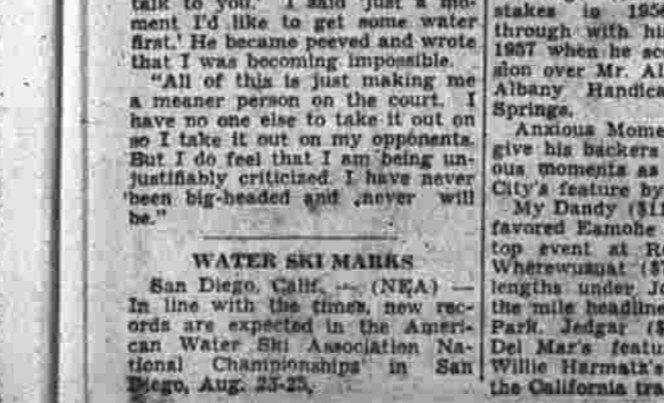 talk to you.' I said 'just a mo-
ment I'd like to get some water
first.' He became peeved and wrote
that I was becoming impossible.
"All of this is just making me
a meaner person on the court. I
have no one else to take it out on
so I take it out on my opponents.
But I do feel that I am being un-
justifiably criticized. I have never
been big-headed and never will
be."
WATER SKI MARKS
San Diego, Calif. — (NEA) —
In line with the times, new rec-
ords are expected in the Ameri-
can Water Ski Association Na-
tional Championships in San
Diego, Aug. 23-25.
stakes in
through with
1957 when he
sion over Mr.
Albany
Springs.
Anxious
give his backers
ous moments as
City's feature by
My Dandy
favored Eamohe
top event at
Wherewuzuat
lengths under
the mile
Park. Jedgar
Del Mar's
Willie Harmatz's
the California